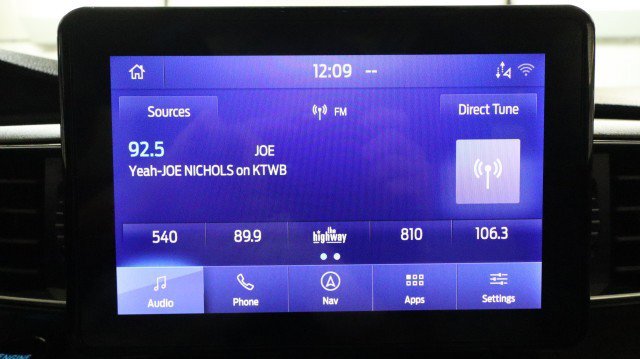 12:09 --
Sources
FM
Direct Tune
92.5 JOE
Yeah-JOE NICHOLS on KTWB
540 89.9 the highway 810 106.3
Audio Phone Nav Apps Settings
ENGINE